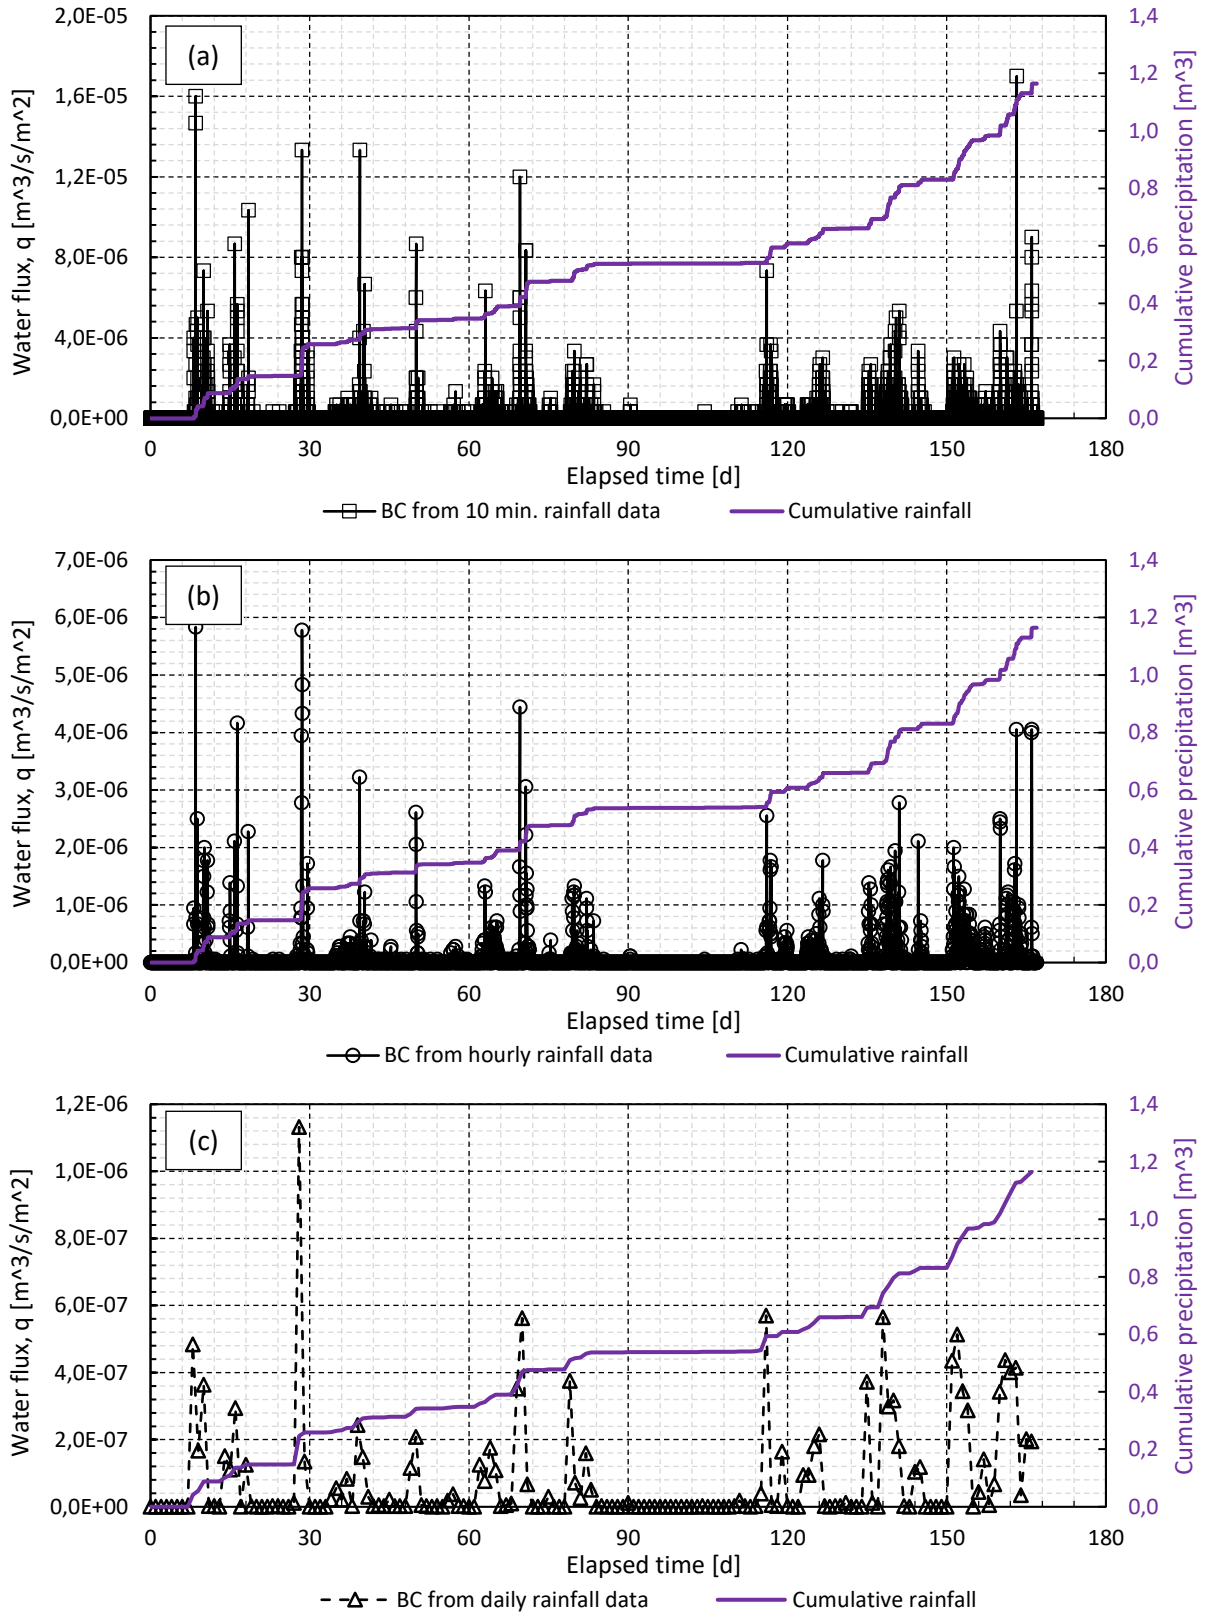 2,0E-05
1,6E-05
1,2E-05
8,0E-06
4,0E-06
0,0E+00
Water flux, q [m^3/s/m^2]
(a)
1,4
1,2
1,0
0,8
0,6
0,4
0,2
0,0
Cumulative precipitation [m^3]
0 30 60 90 120 150 180
Elapsed time [d]
BC from 10 min. rainfall data Cumulative rainfall
7,0E-06
6,0E-06
5,0E-06
4,0E-06
3,0E-06
2,0E-06
1,0E-06
0,0E+00
Water flux, q [m^3/s/m^2]
(b)
1,4
1,2
1,0
0,8
0,6
0,4
0,2
0,0
Cumulative precipitation [m^3]
0 30 60 90 120 150 180
Elapsed time [d]
BC from hourly rainfall data Cumulative rainfall
1,2E-06
1,0E-06
8,0E-07
6,0E-07
4,0E-07
2,0E-07
0,0E+00
Water flux, q [m^3/s/m^2]
(c)
1,4
1,2
1,0
0,8
0,6
0,4
0,2
0,0
Cumulative precipitation [m^3]
0 30 60 90 120 150 180
Elapsed time [d]
BC from daily rainfall data Cumulative rainfall